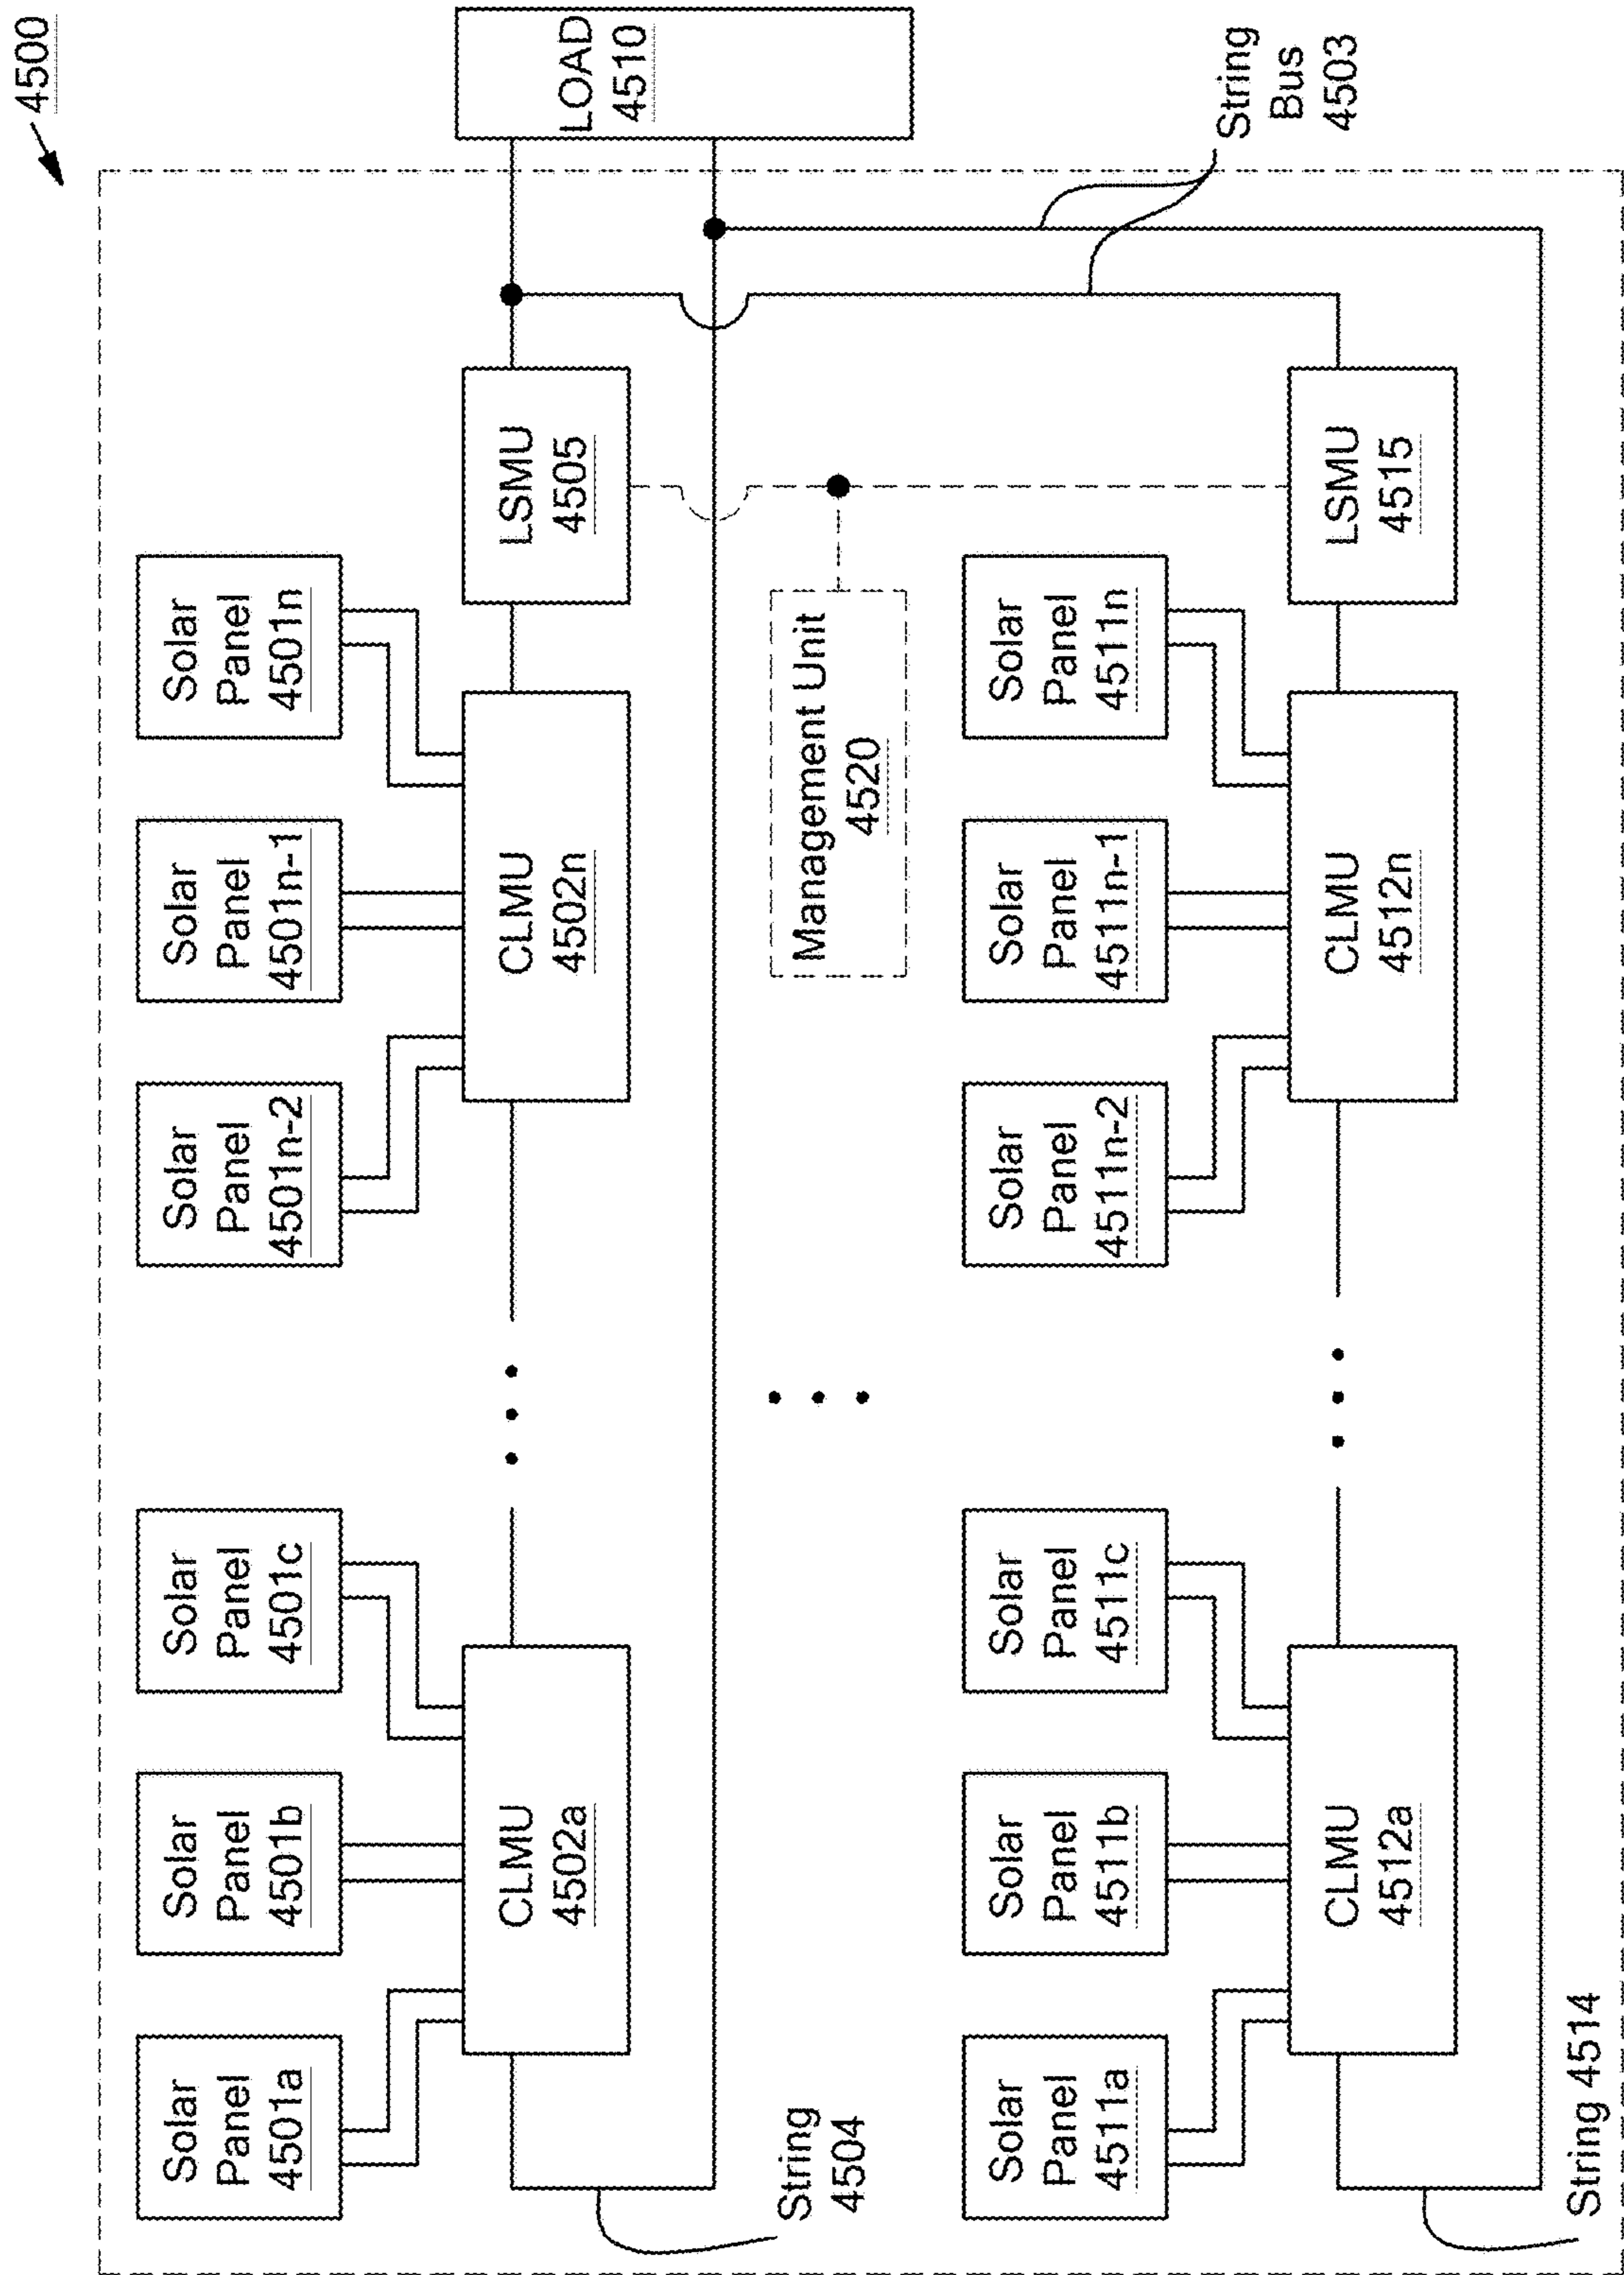 4500
Solar
Panel
4501a
Solar
Panel
4501b
Solar
Panel
4501c
Solar
Panel
4501n-2
Solar
Panel
4501n-1
Solar
Panel
4501n
CLMU
4502a
CLMU
4502n
LSMU
4505
LOAD
4510
String
4504
Management Unit
4520
Solar
Panel
4511a
Solar
Panel
4511b
Solar
Panel
4511c
Solar
Panel
4511n-2
Solar
Panel
4511n-1
Solar
Panel
4511n
String
Bus
4503
CLMU
4512a
CLMU
4512n
LSMU
4515
String 4514